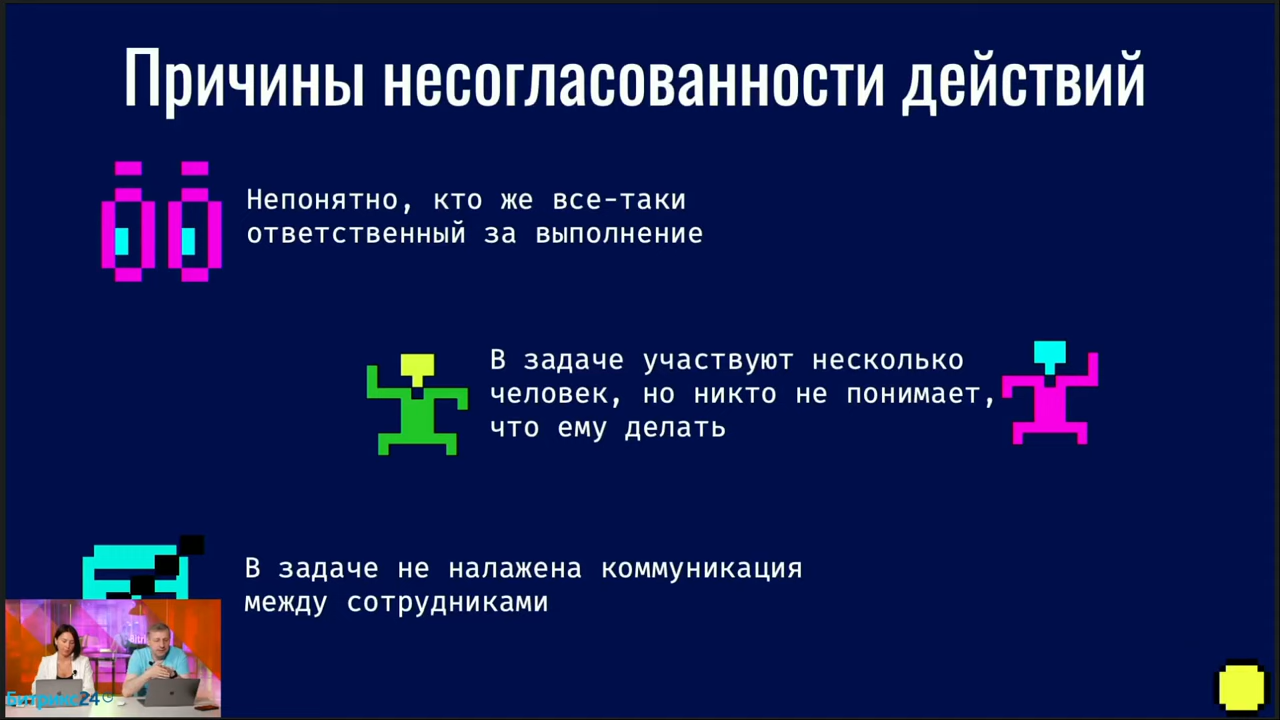 Причины несогласованности действий
Непонятно, кто же все-таки
ответственный за выполнение
В задаче участвуют несколько
человек, но никто не понимает,
что ему делать
В задаче не налажена коммуникация
между сотрудниками
Битрикс24